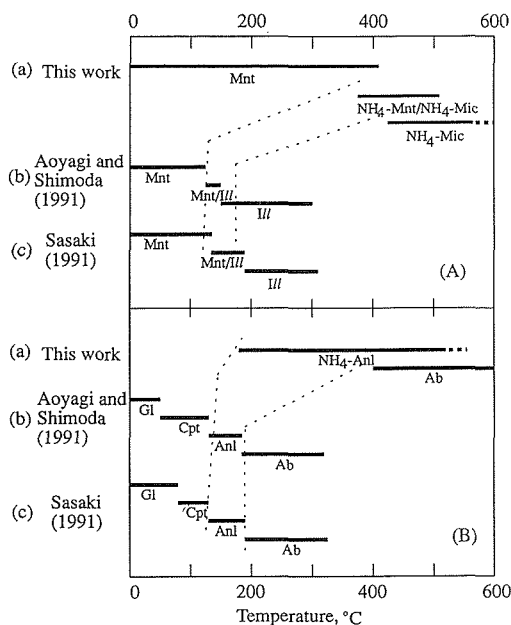 0 200 400 600
(a) This work
Mnt
NH4-Mnt/NH4-Mic
NH4-Mic
(b) Aoyagi and Shimoda (1991)
Mnt
Mnt/Ill
Ill
(c) Sasaki (1991)
Mnt
Mnt/Ill
Ill
(A)
(a) This work
NH4-Anl
Ab
(b) Aoyagi and Shimoda (1991)
Gl
Cpt
Anl
Ab
(c) Sasaki (1991)
Gl
Cpt
Anl
Ab
(B)
0 200 400 600
Temperature, °C